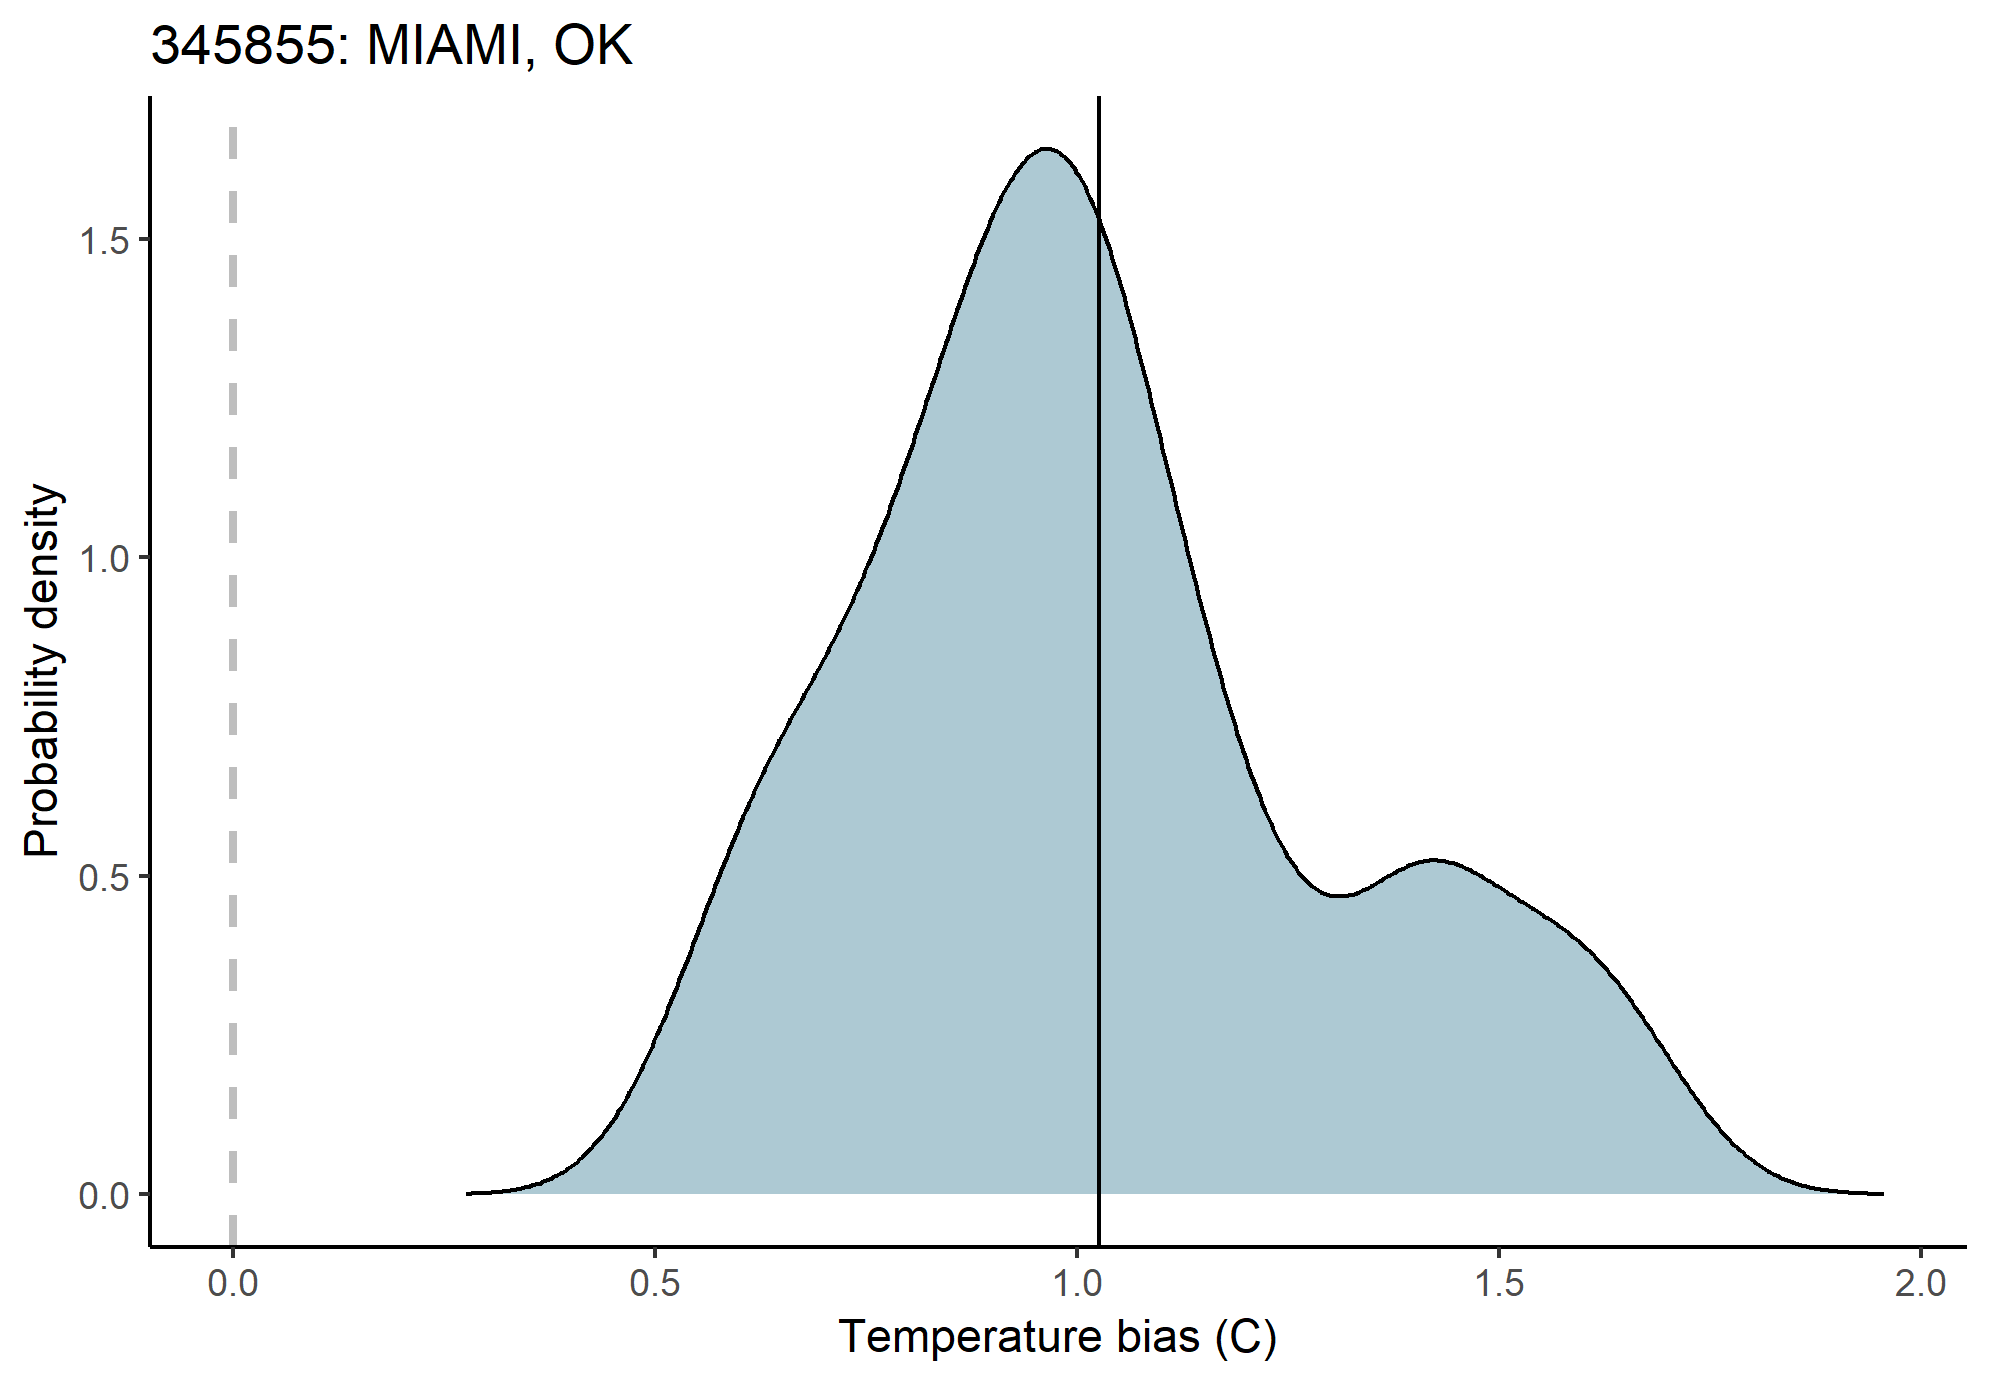 345855: MIAMI, OK
Probability density
1.5
1.0
0.5
0.0
0.0 0.5 1.0 1.5 2.0
Temperature bias (C)